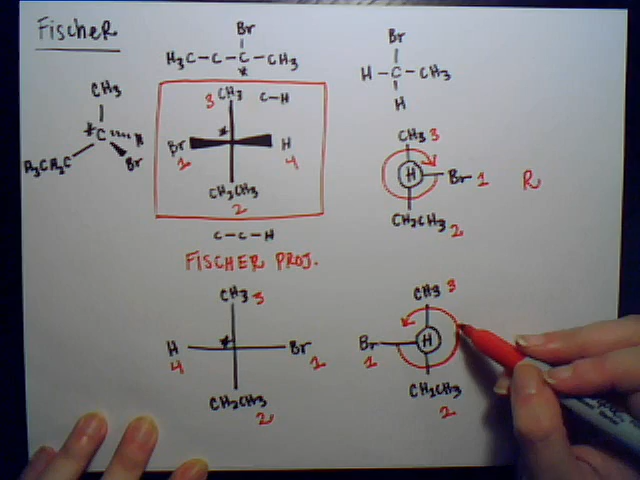 Fischer
Br
H3C-C-C-CH3
*
Br
H-C-CH3
H
CH3
*C
H
Br
H3CH2C
3 CH3 C-H
*
Br H
1 4
CH2CH3
2
CH3 3
H Br 1
CH2CH3 2
R
C-C-H
FISCHER PROJ.
CH3 3
*
H Br
4 1
CH2CH3
2
CH3 3
Br H
1
CH2CH3
2